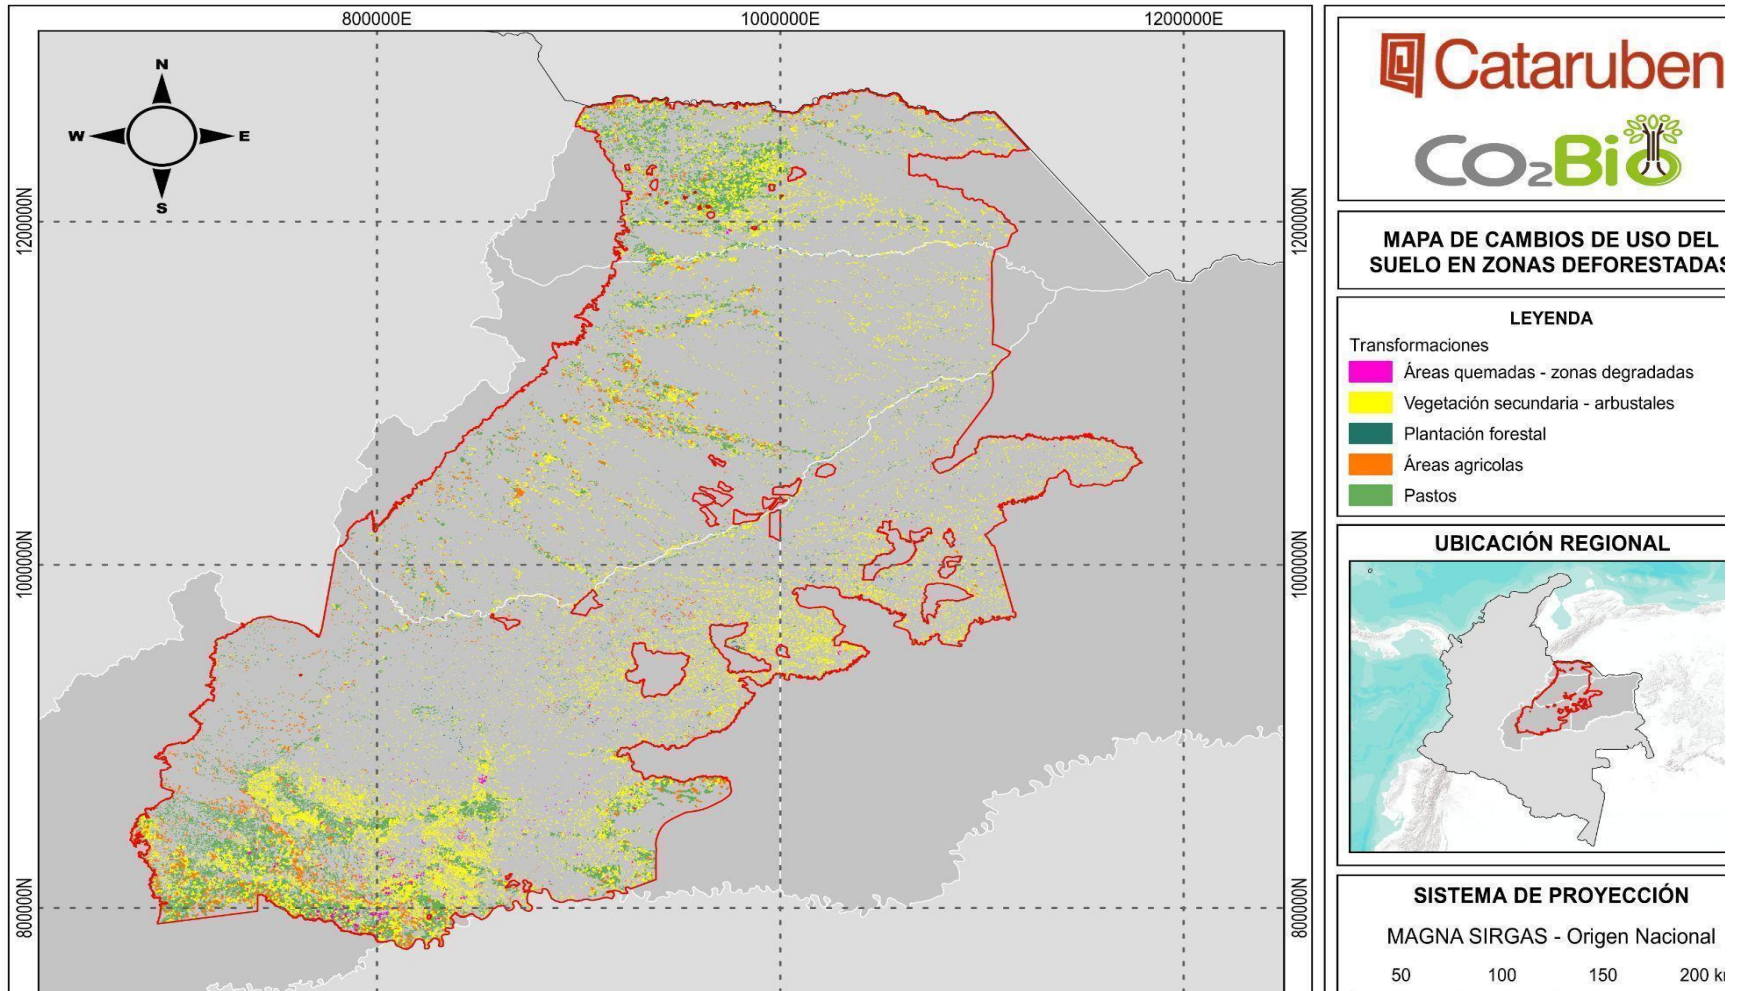 800000E
1000000E
1200000E
N
W
E
S
1200000N
1200000N
1000000N
1000000N
800000N
800000N
Cataruben
CO2Bio
MAPA DE CAMBIOS DE USO DEL
SUELO EN ZONAS DEFORESTADAS
LEYENDA
Transformaciones
Áreas quemadas - zonas degradadas
Vegetación secundaria - arbustales
Plantación forestal
Áreas agricolas
Pastos
UBICACIÓN REGIONAL
SISTEMA DE PROYECCIÓN
MAGNA SIRGAS - Origen Nacional
50 100 150 200 k